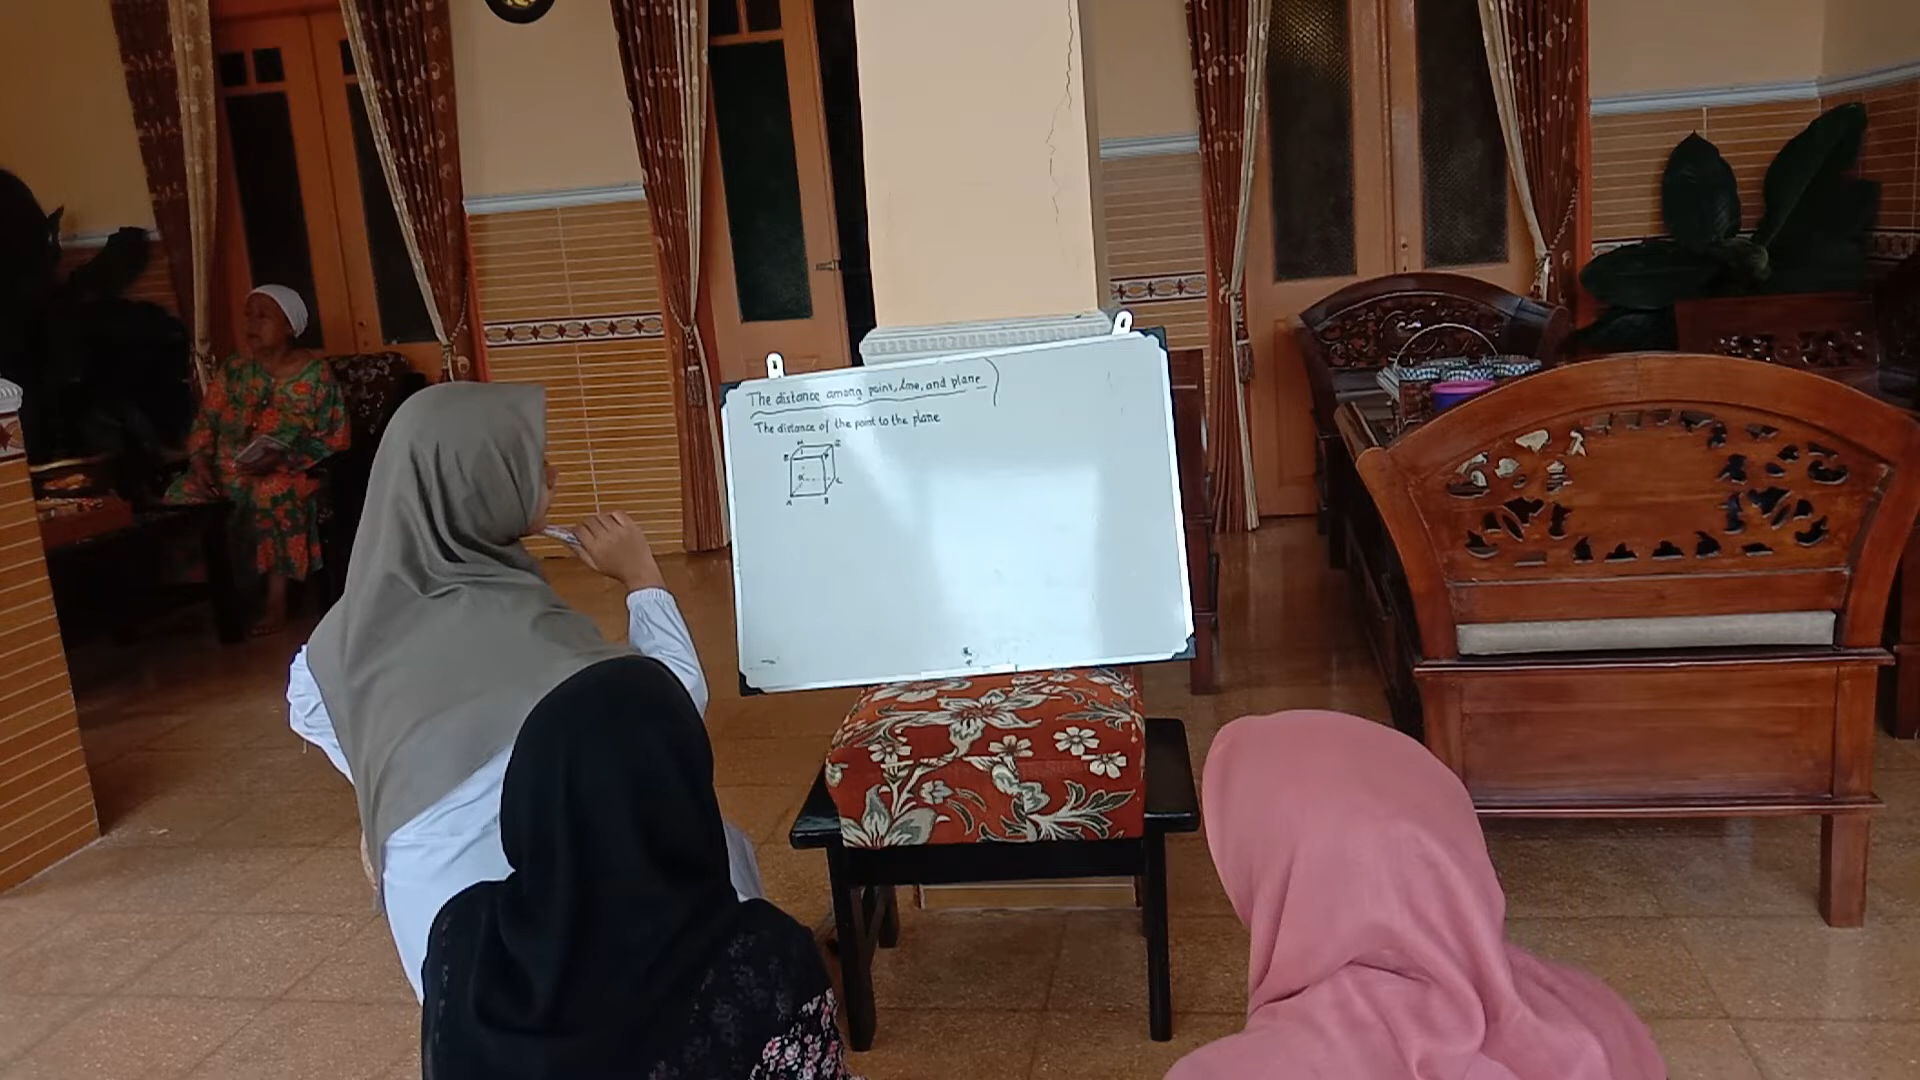 The distance among point, line, and plane
The distance of the point to the plane
H G
E F
D C
A B